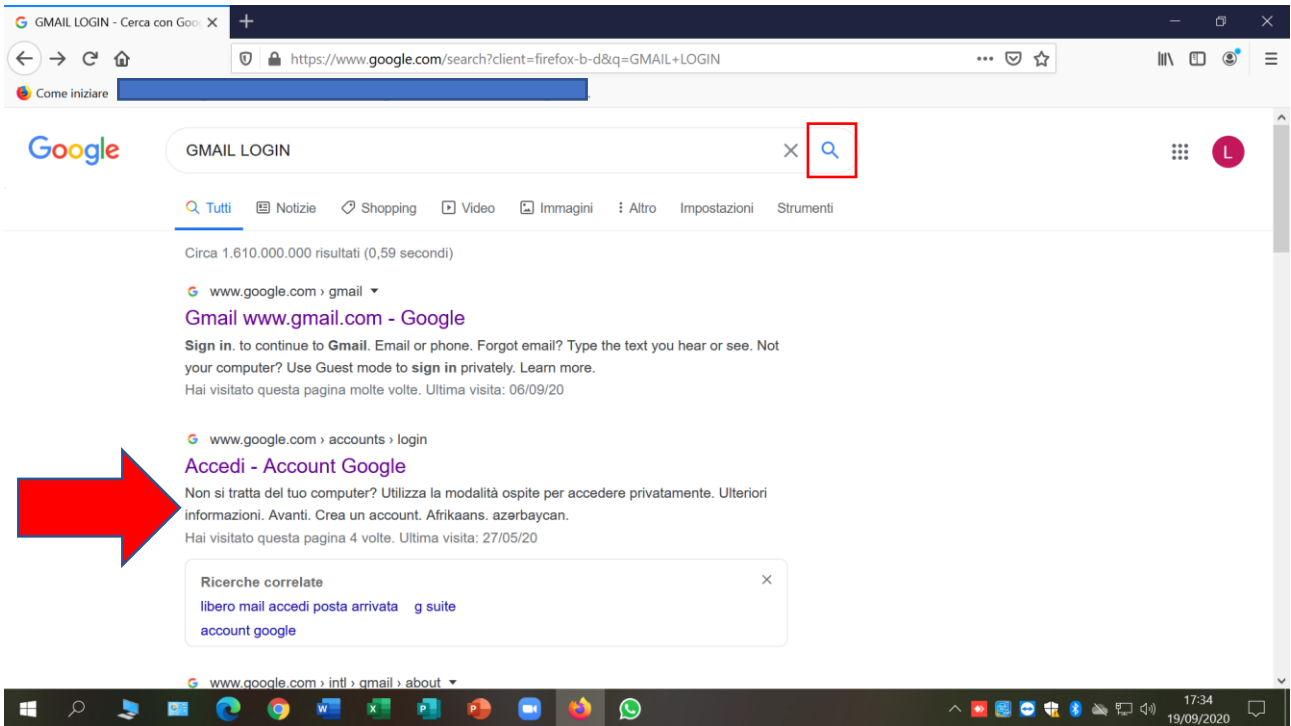 GMAIL LOGIN - Cerca con Goo
https://www.google.com/search?client=firefox-b-d&q=GMAIL+LOGIN
Come iniziare
Google GMAIL LOGIN L
Tutti Notizie Shopping Video Immagini Altro Impostazioni Strumenti
Circa 1.610.000.000 risultati (0,59 secondi)
www.google.com › gmail
Gmail www.gmail.com - Google
Sign in. to continue to Gmail. Email or phone. Forgot email? Type the text you hear or see. Not
your computer? Use Guest mode to sign in privately. Learn more.
Hai visitato questa pagina molte volte. Ultima visita: 06/09/20
www.google.com › accounts › login
Accedi - Account Google
Non si tratta del tuo computer? Utilizza la modalità ospite per accedere privatamente. Ulteriori
informazioni. Avanti. Crea un account. Afrikaans. azərbaycan.
Hai visitato questa pagina 4 volte. Ultima visita: 27/05/20
Ricerche correlate
libero mail accedi posta arrivata g suite
account google
www.google.com › intl › gmail › about
17:34
19/09/2020